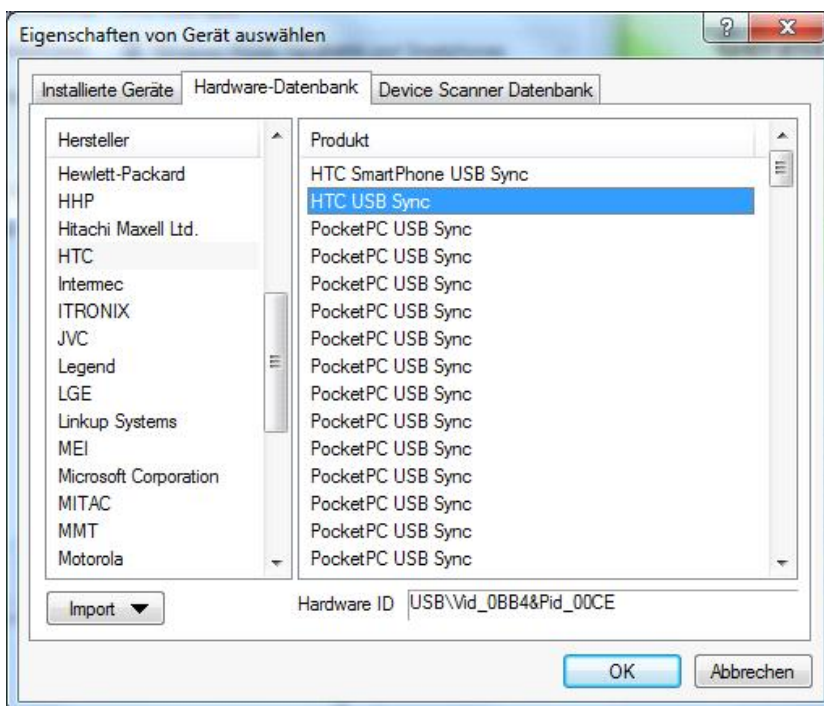 Eigenschaften von Gerät auswählen
Installierte Geräte
Hardware-Datenbank
Device Scanner Datenbank
Hersteller
Hewlett-Packard
HHP
Hitachi Maxell Ltd.
HTC
Intermec
ITRONIX
JVC
Legend
LGE
Linkup Systems
MEI
Microsoft Corporation
MITAC
MMT
Motorola
Produkt
HTC SmartPhone USB Sync
HTC USB Sync
PocketPC USB Sync
PocketPC USB Sync
PocketPC USB Sync
PocketPC USB Sync
PocketPC USB Sync
PocketPC USB Sync
PocketPC USB Sync
PocketPC USB Sync
PocketPC USB Sync
PocketPC USB Sync
PocketPC USB Sync
PocketPC USB Sync
PocketPC USB Sync
Import
Hardware ID USB\Vid_0BB4&Pid_00CE
OK
Abbrechen